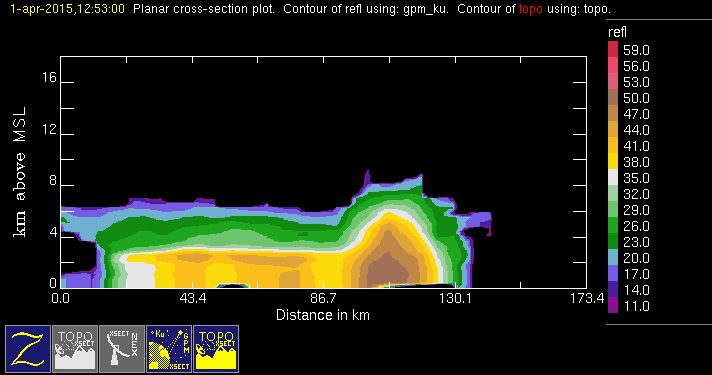 1-apr-2015,12:53:00 Planar cross-section plot. Contour of refl using: gpm_ku. Contour of topo using: topo.
refl
59.0
56.0
53.0
50.0
47.0
44.0
41.0
38.0
35.0
32.0
29.0
26.0
23.0
20.0
17.0
14.0
11.0
km above MSL
16
12
8
4
0
0.0 43.4 86.7 130.1 173.4
Distance in km
Z
TOPO
XSECT
XSECT
Ku
GPM
XSECT
TOPO
XSECT